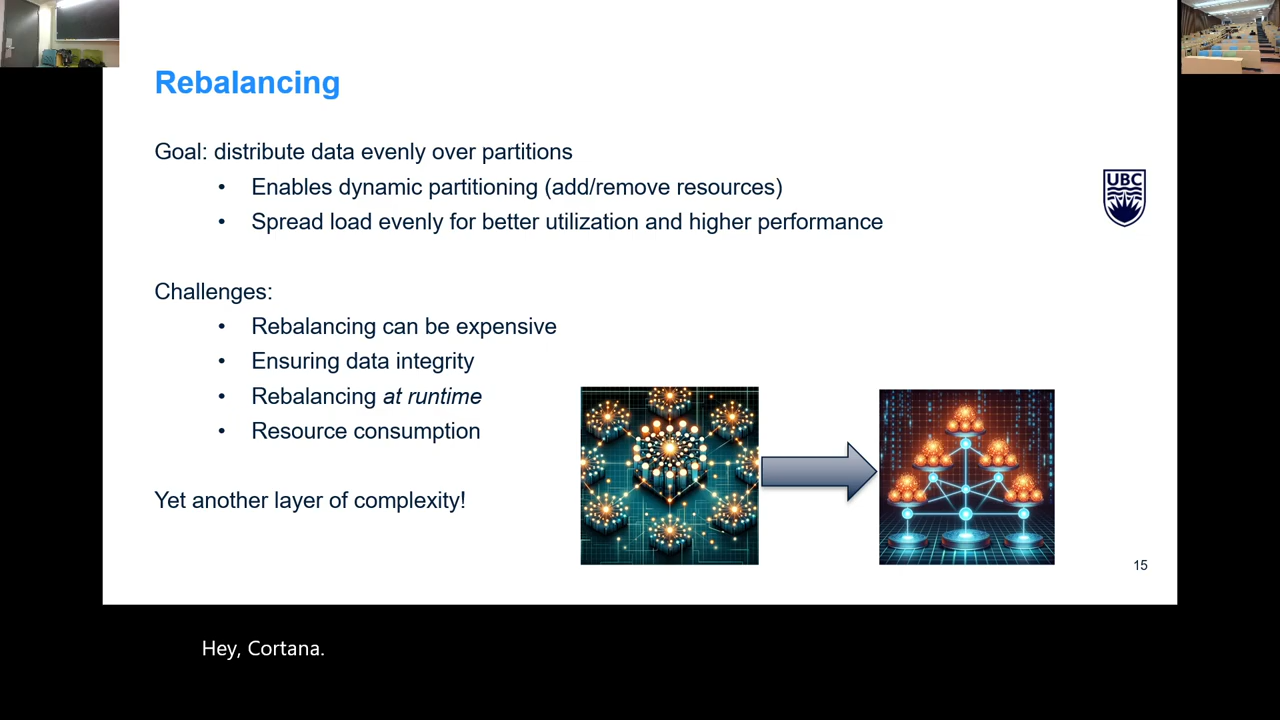 Rebalancing
Goal: distribute data evenly over partitions
• Enables dynamic partitioning (add/remove resources)
• Spread load evenly for better utilization and higher performance
UBC
Challenges:
• Rebalancing can be expensive
• Ensuring data integrity
• Rebalancing at runtime
• Resource consumption
Yet another layer of complexity!
15
Hey, Cortana.